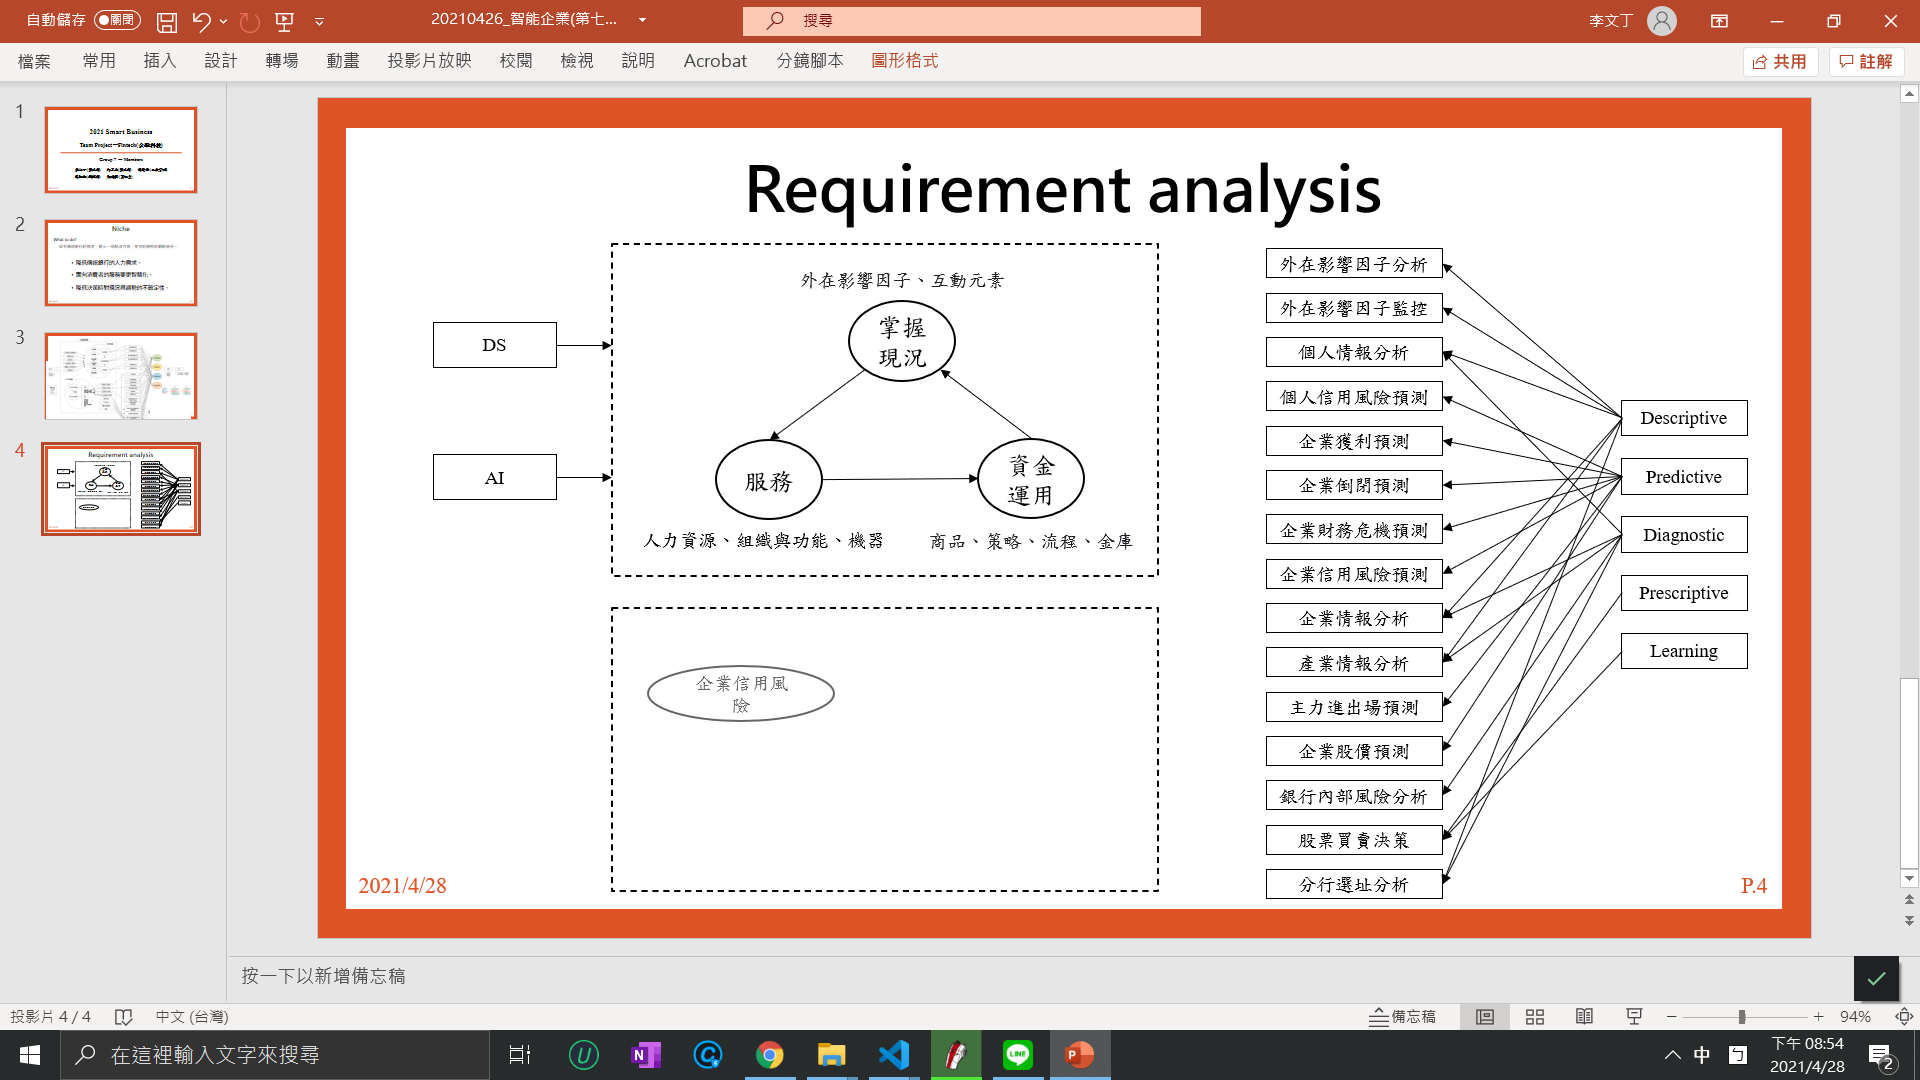 自動儲存 關閉
20210426_智能企業(第七...
搜尋
李文丁
檔案 常用 插入 設計 轉場 動畫 投影片放映 校閱 檢視 說明 Acrobat 分鏡腳本 圖形格式
共用 註解
1
2021 Smart Business
Team Project－Fintech(金融科技)
2
Niche
What to do?
降低傳統銀行的人力需求。
3
4
Requirement analysis
Requirement analysis
外在影響因子、互動元素
掌握
現況
服務
資金
運用
人力資源、組織與功能、機器
商品、策略、流程、金庫
DS
AI
企業信用風
險
外在影響因子分析
外在影響因子監控
個人情報分析
個人信用風險預測
企業獲利預測
企業倒閉預測
企業財務危機預測
企業信用風險預測
企業情報分析
產業情報分析
主力進出場預測
企業股價預測
銀行內部風險分析
股票買賣決策
分行選址分析
Descriptive
Predictive
Diagnostic
Prescriptive
Learning
2021/4/28
P.4
按一下以新增備忘稿
投影片 4 / 4
中文 (台灣)
備忘稿
94%
在這裡輸入文字來搜尋
中
下午 08:54
2021/4/28
2